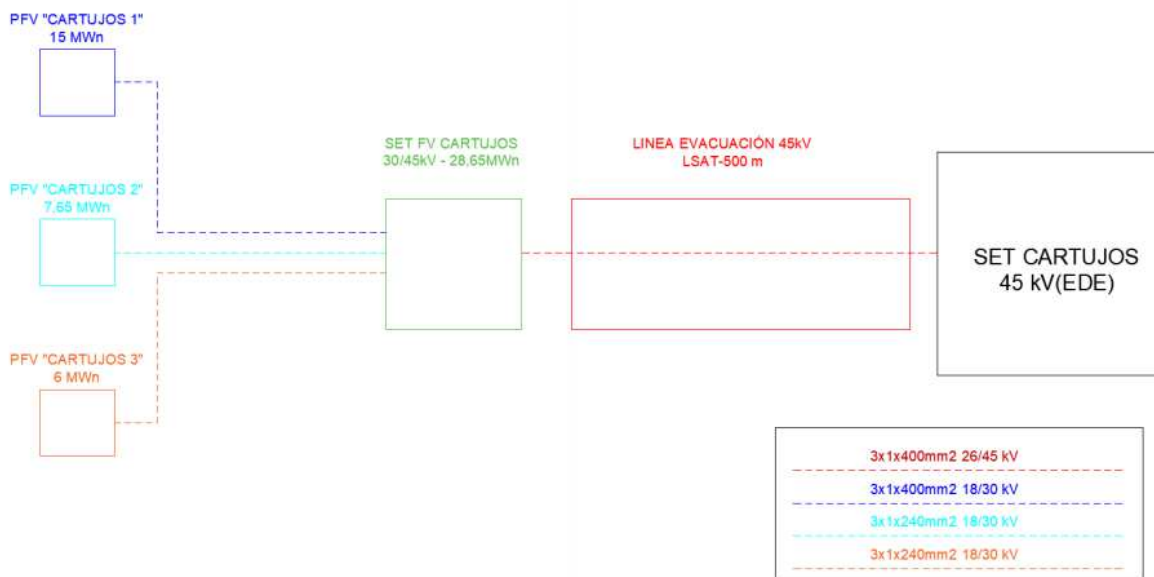 PFV "CARTUJOS 1"
15 MWn
PFV "CARTUJOS 2"
7,65 MWn
PFV "CARTUJOS 3"
6 MWn
SET FV CARTUJOS
30/45kV - 28,65MWn
LINEA EVACUACIÓN 45kV
LSAT-500 m
SET CARTUJOS
45 kV(EDE)
3x1x400mm2 26/45 kV
3x1x400mm2 18/30 kV
3x1x240mm2 18/30 kV
3x1x240mm2 18/30 kV